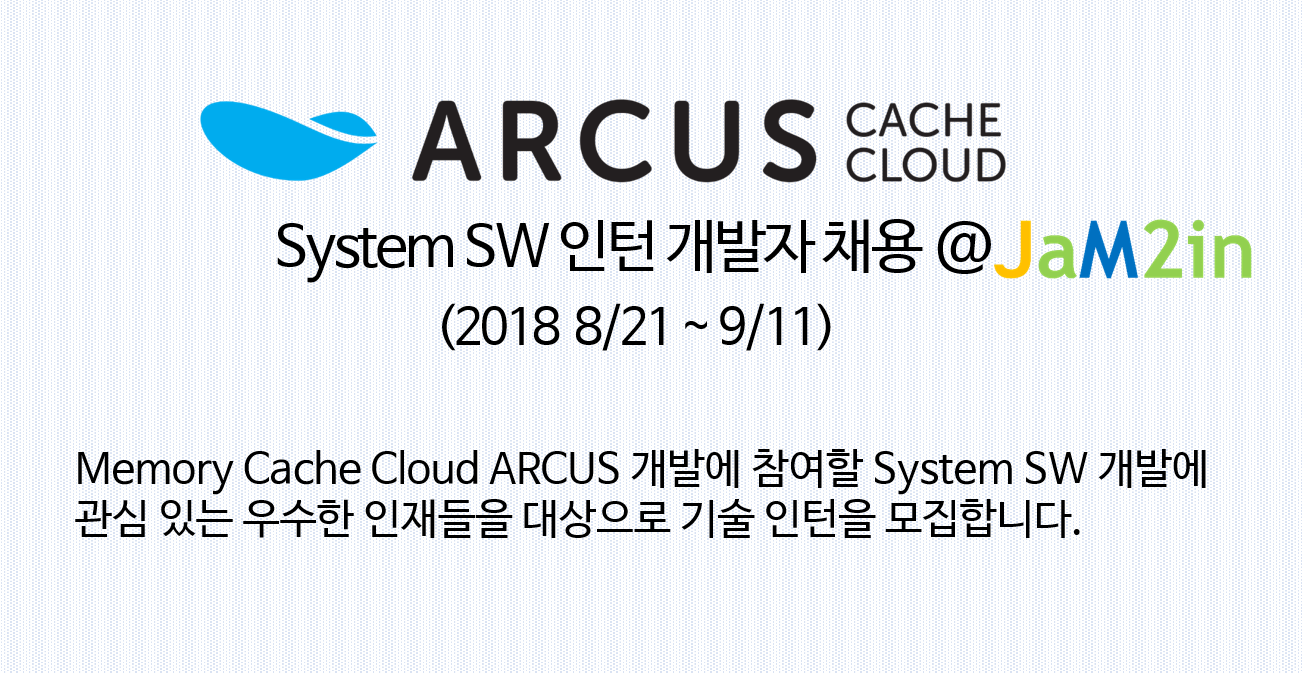 ARCUS CACHE CLOUD
System SW 인턴 개발자 채용 @JaM2in
(2018 8/21 ~ 9/11)
Memory Cache Cloud ARCUS 개발에 참여할 System SW 개발에
관심 있는 우수한 인재들을 대상으로 기술 인턴을 모집합니다.